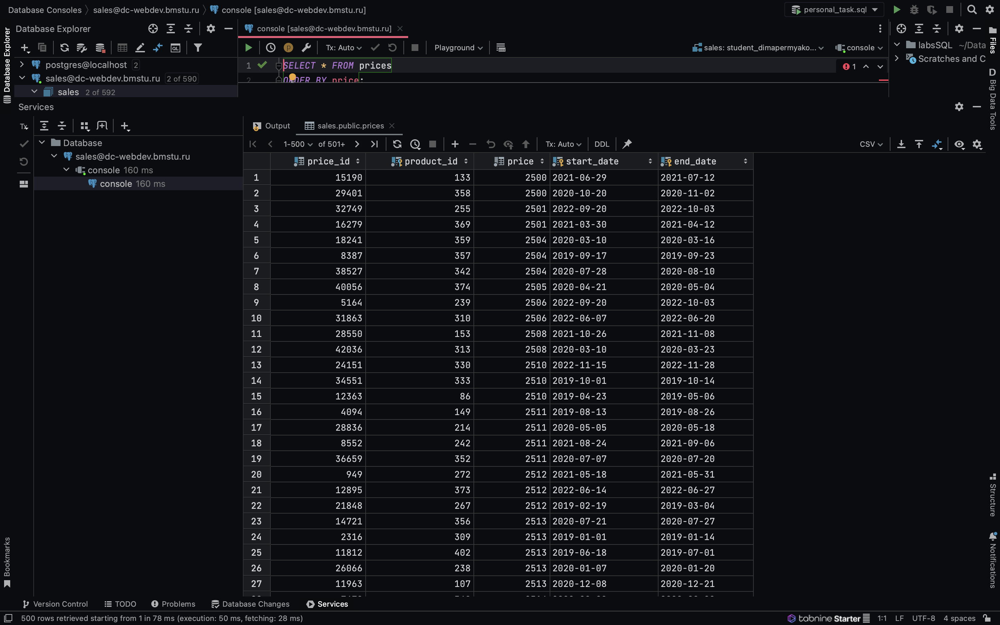 Database Consoles sales@dc-webdev.bmstu.ru console [sales@dc-webdev.bmstu.ru] personal_task.sql
Database Explorer
Database Explorer
console [sales@dc-webdev.bmstu.ru]
labsSQL ~/Data
Scratches and C
Files
Big Data Tools
Tx: Auto Playground sales: student_dimapermyako... console
postgres@localhost 2
sales@dc-webdev.bmstu.ru 2 of 590
sales 2 of 592
1 SELECT * FROM prices 1
2 ORDER BY price;
Services
Tx
Database
sales@dc-webdev.bmstu.ru
console 160 ms
console 160 ms
Output sales.public.prices
1-500 of 501+ Tx: Auto DDL CSV
price_id product_id price start_date end_date
1 15190 133 2500 2021-06-29 2021-07-12
2 29401 358 2500 2020-10-20 2020-11-02
3 32749 255 2501 2022-09-20 2022-10-03
4 16279 369 2501 2021-03-30 2021-04-12
5 18241 359 2504 2020-03-10 2020-03-16
6 8387 357 2504 2019-09-17 2019-09-23
7 38527 342 2504 2020-07-28 2020-08-10
8 40056 374 2505 2020-04-21 2020-05-04
9 5164 239 2506 2022-09-20 2022-10-03
10 31863 310 2506 2022-06-07 2022-06-20
11 28550 153 2508 2021-10-26 2021-11-08
12 42036 313 2508 2020-03-10 2020-03-23
13 24151 330 2510 2022-11-15 2022-11-28
14 34551 333 2510 2019-10-01 2019-10-14
15 12363 86 2510 2019-04-23 2019-05-06
16 4094 149 2511 2019-08-13 2019-08-26
17 28836 214 2511 2020-05-05 2020-05-18
18 8552 242 2511 2021-08-24 2021-09-06
19 36659 352 2511 2020-07-07 2020-07-20
20 949 272 2512 2021-05-18 2021-05-31
21 12895 373 2512 2022-06-14 2022-06-27
22 21848 267 2512 2019-02-19 2019-03-04
23 14721 356 2513 2020-07-21 2020-07-27
24 2316 309 2513 2019-01-01 2019-01-14
25 11812 402 2513 2019-06-18 2019-07-01
26 26066 238 2513 2020-01-07 2020-01-20
27 11963 107 2513 2020-12-08 2020-12-21
Bookmarks
Structure
Notifications
Version Control TODO Problems Database Changes Services
500 rows retrieved starting from 1 in 78 ms (execution: 50 ms, fetching: 28 ms) tabnine Starter 1:1 LF UTF-8 4 spaces